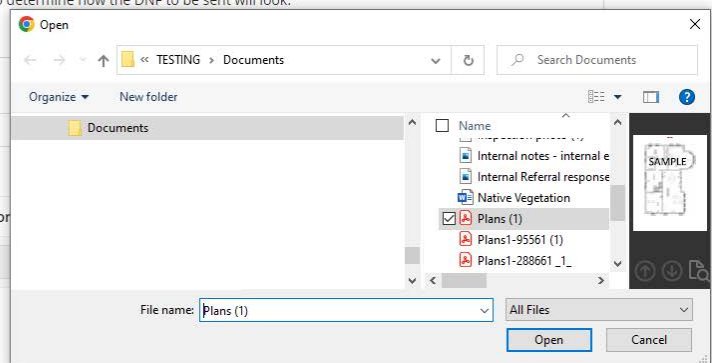 determine how the DNP to be sent will look.
Open
« TESTING › Documents
Search Documents
Organize
New folder
Documents
Name
Internal notes - internal e
Internal Referral response
Native Vegetation
Plans (1)
Plans1-95561 (1)
Plans1-288661 _1_
SAMPLE
File name:
Plans (1)
All Files
Open
Cancel